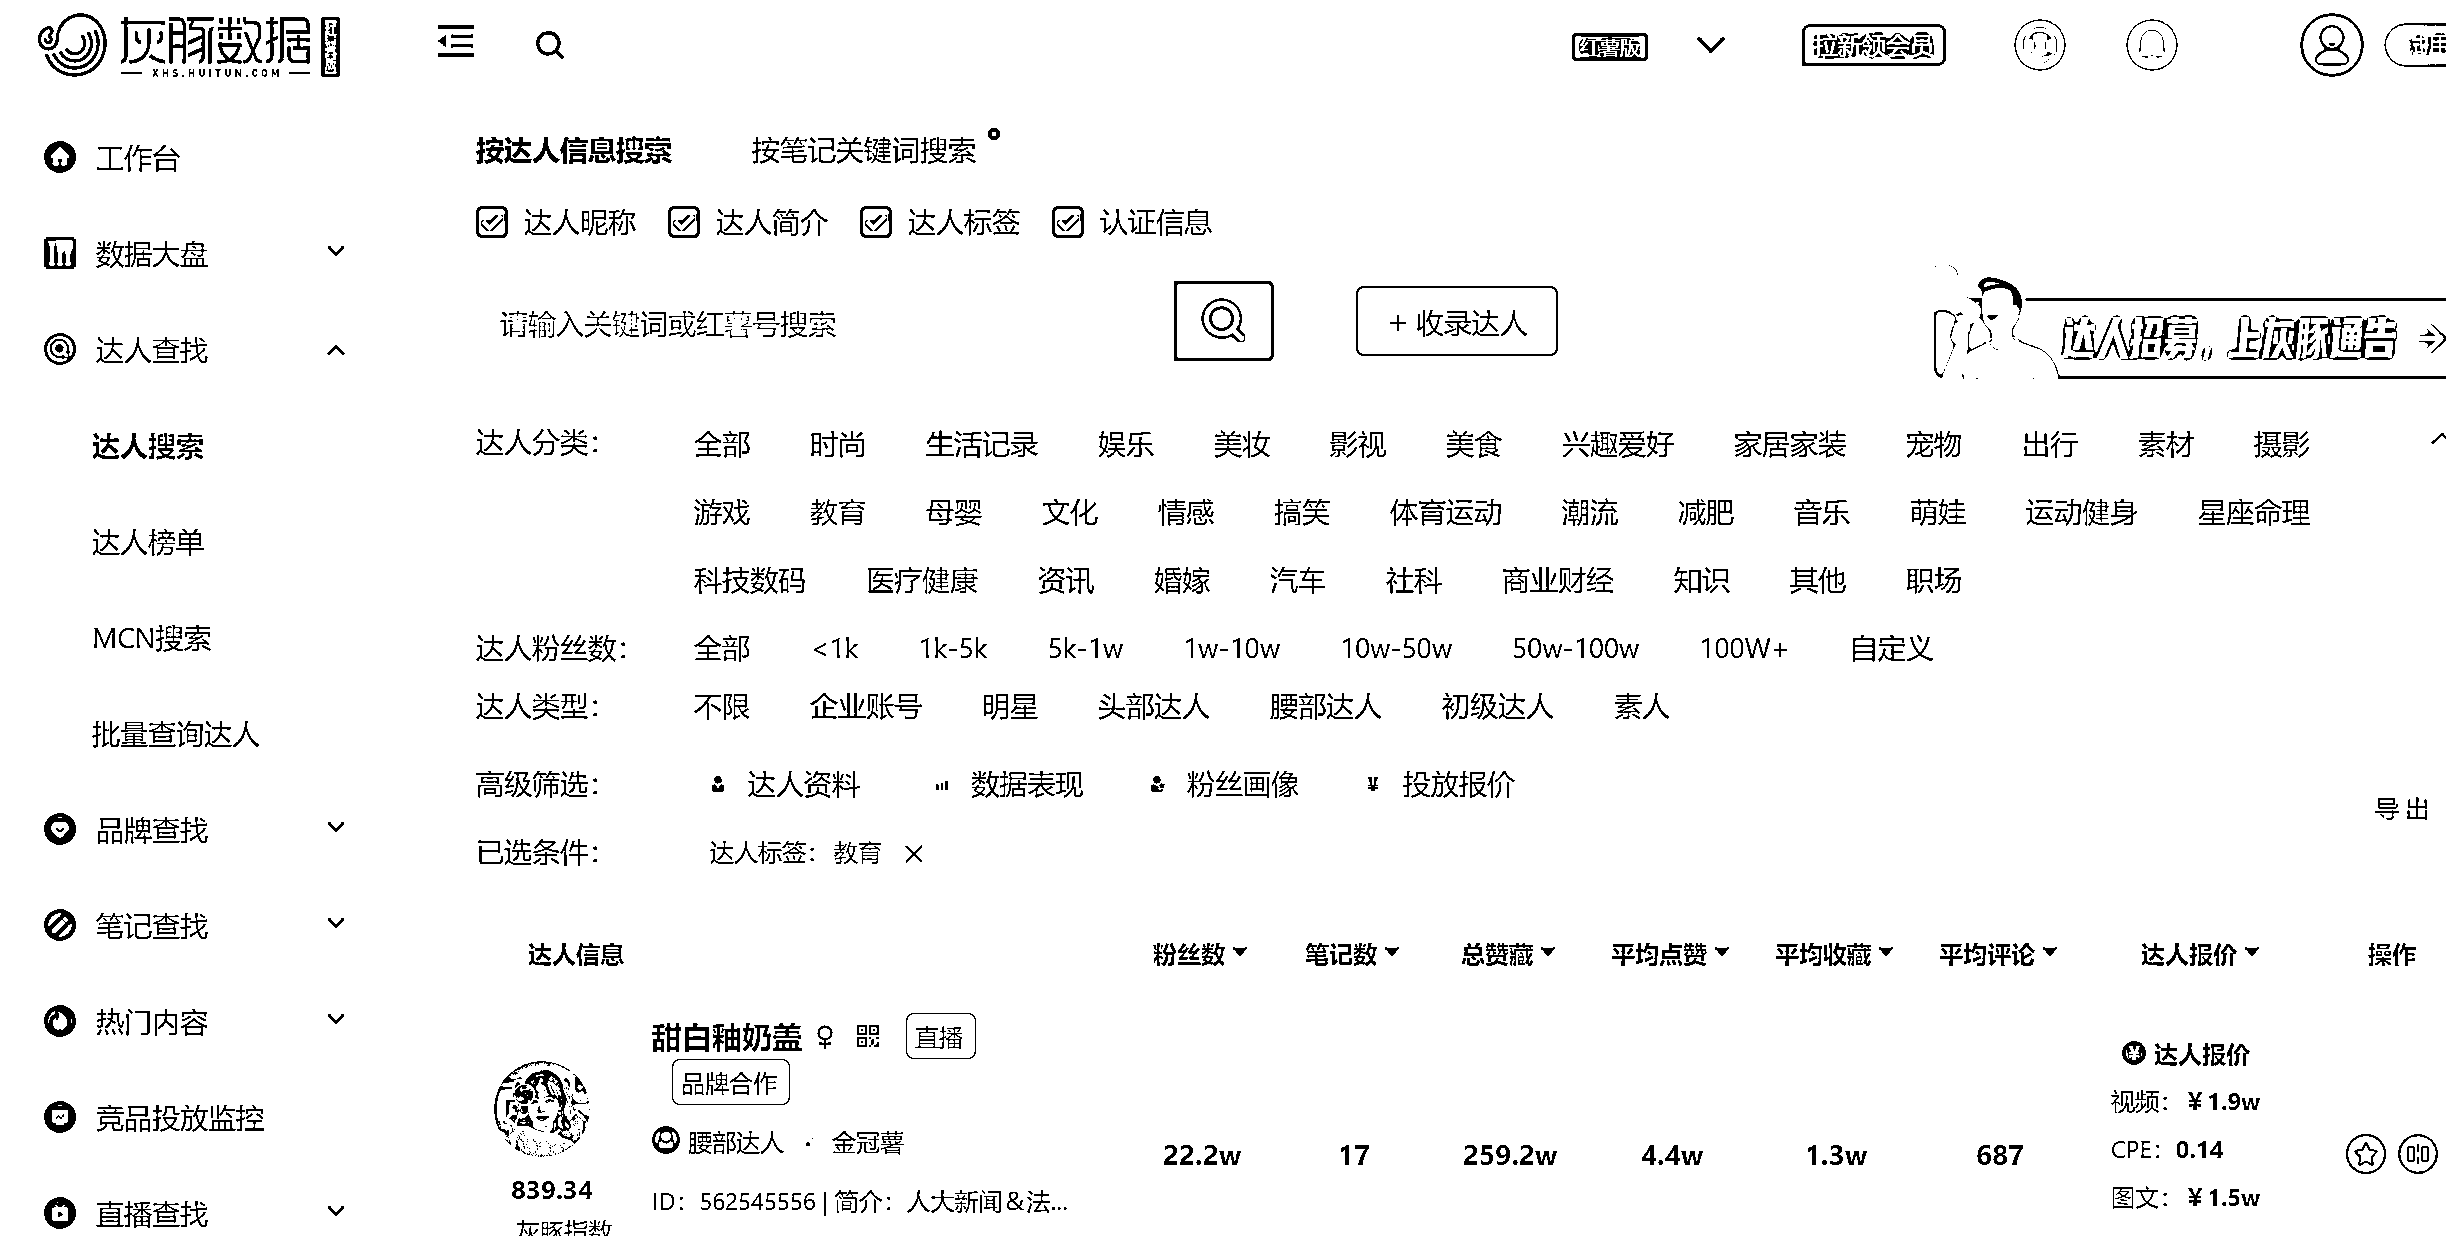 灰豚数据
XHS.HUITUN.COM
红薯版
拉新领会员
工作台
数据大盘
达人查找
达人搜索
达人榜单
MCN搜索
批量查询达人
品牌查找
笔记查找
热门内容
竞品投放监控
直播查找
按达人信息搜索 按笔记关键词搜索
达人昵称 达人简介 达人标签 认证信息
请输入关键词或红薯号搜索
+ 收录达人
达人招募，上灰豚通告
达人分类： 全部 时尚 生活记录 娱乐 美妆 影视 美食 兴趣爱好 家居家装 宠物 出行 素材 摄影
游戏 教育 母婴 文化 情感 搞笑 体育运动 潮流 减肥 音乐 萌娃 运动健身 星座命理
科技数码 医疗健康 资讯 婚嫁 汽车 社科 商业财经 知识 其他 职场
达人粉丝数： 全部 <1k 1k-5k 5k-1w 1w-10w 10w-50w 50w-100w 100W+ 自定义
达人类型： 不限 企业账号 明星 头部达人 腰部达人 初级达人 素人
高级筛选： 达人资料 数据表现 粉丝画像 ¥ 投放报价
导出
已选条件： 达人标签：教育 ×
达人信息 粉丝数 笔记数 总赞藏 平均点赞 平均收藏 平均评论 达人报价 操作
甜白釉奶盖 ♀ 直播
品牌合作
腰部达人 · 金冠薯
ID：562545556 | 简介：人大新闻&法...
839.34
灰豚指数
22.2w 17 259.2w 4.4w 1.3w 687
¥ 达人报价
视频：¥ 1.9w
CPE：0.14
图文：¥ 1.5w